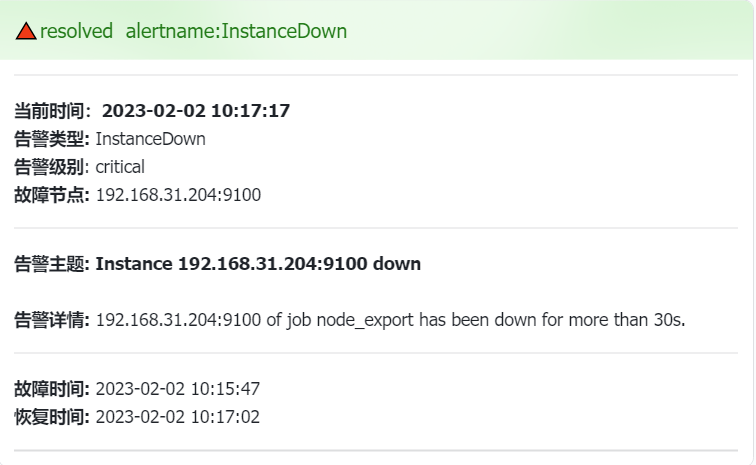 resolved alertname:InstanceDown
当前时间：2023-02-02 10:17:17
告警类型: InstanceDown
告警级别: critical
故障节点: 192.168.31.204:9100
告警主题: Instance 192.168.31.204:9100 down
告警详情: 192.168.31.204:9100 of job node_export has been down for more than 30s.
故障时间: 2023-02-02 10:15:47
恢复时间: 2023-02-02 10:17:02